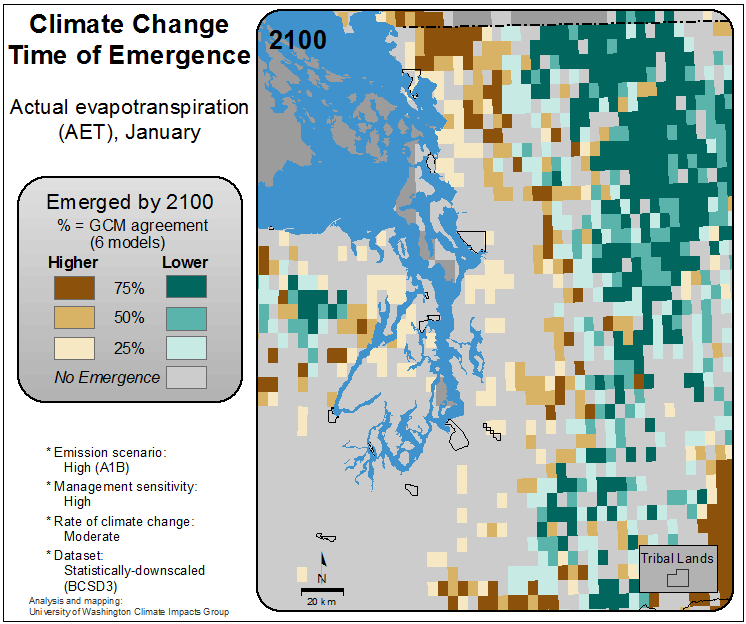 Climate Change
Time of Emergence
Actual evapotranspiration
(AET), January
Emerged by 2100
% = GCM agreement
(6 models)
Higher Lower
75%
50%
25%
No Emergence
* Emission scenario:
High (A1B)
* Management sensitivity:
High
* Rate of climate change:
Moderate
* Dataset:
Statistically-downscaled
(BCSD3)
Analysis and mapping:
University of Washington Climate Impacts Group
2100
N
20 km
Tribal Lands